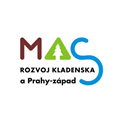 MAS
ROZVOJ KLADENSKA
a Prahy-západ